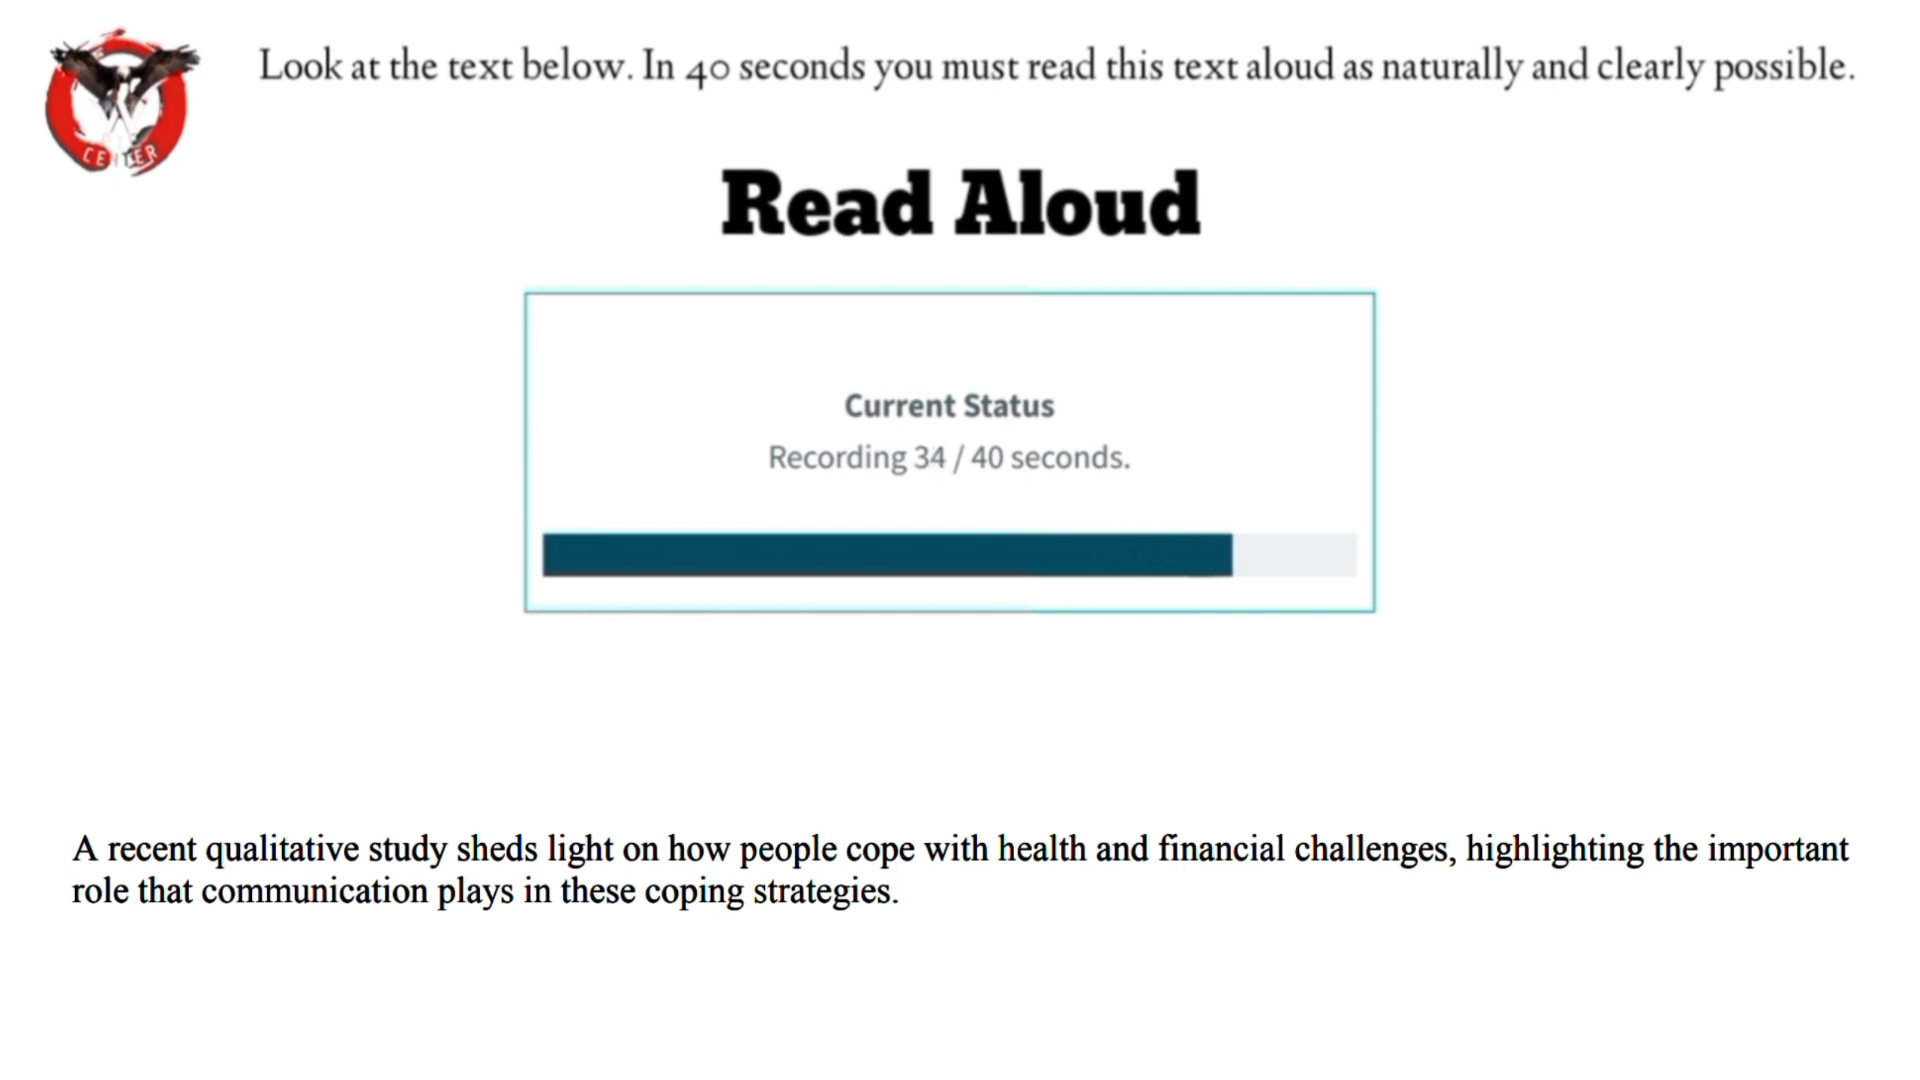 Look at the text below. In 40 seconds you must read this text aloud as naturally and clearly possible.
CENTER
Read Aloud
Current Status
Recording 34 / 40 seconds.
A recent qualitative study sheds light on how people cope with health and financial challenges, highlighting the important
role that communication plays in these coping strategies.